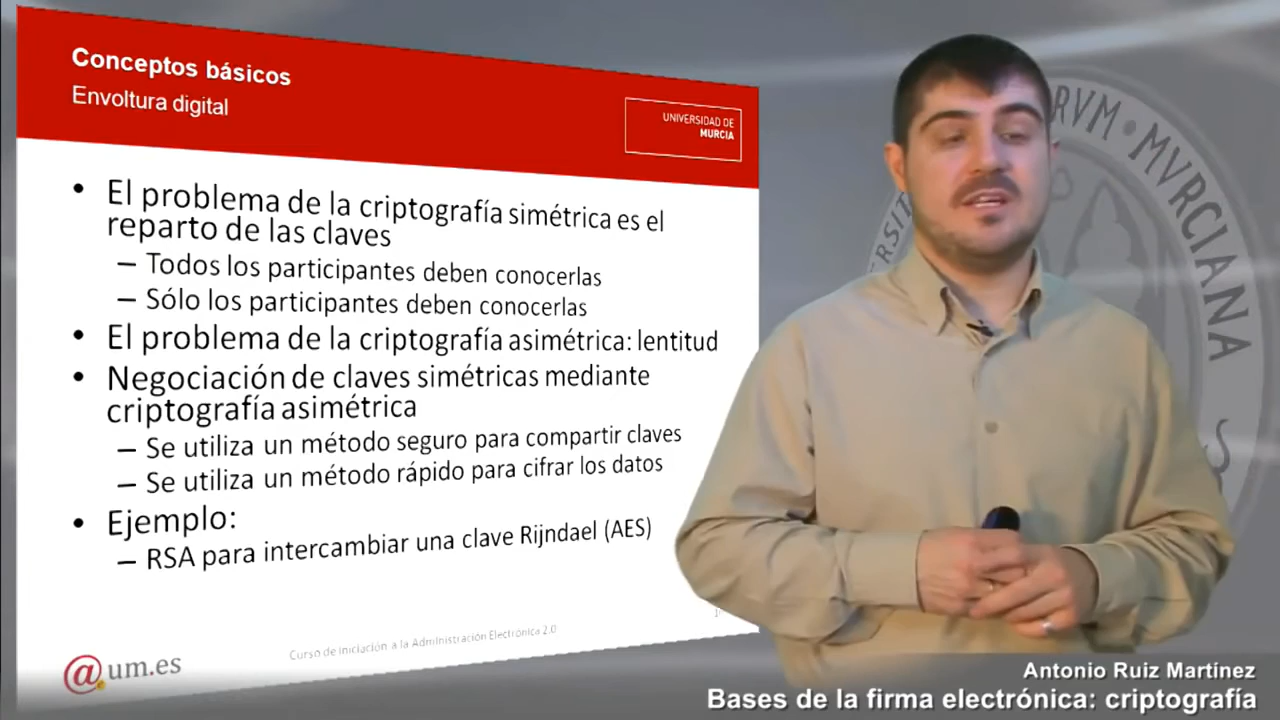 Conceptos básicos
Envoltura digital
UNIVERSIDAD DE
MURCIA
• El problema de la criptografía simétrica es el
reparto de las claves
– Todos los participantes deben conocerlas
– Sólo los participantes deben conocerlas
• El problema de la criptografía asimétrica: lentitud
• Negociación de claves simétricas mediante
criptografía asimétrica
– Se utiliza un método seguro para compartir claves
– Se utiliza un método rápido para cifrar los datos
• Ejemplo:
– RSA para intercambiar una clave Rijndael (AES)
Curso de Iniciación a la Administración Electrónica 2.0
@um.es
MVRCIANA
Antonio Ruiz Martínez
Bases de la firma electrónica: criptografía